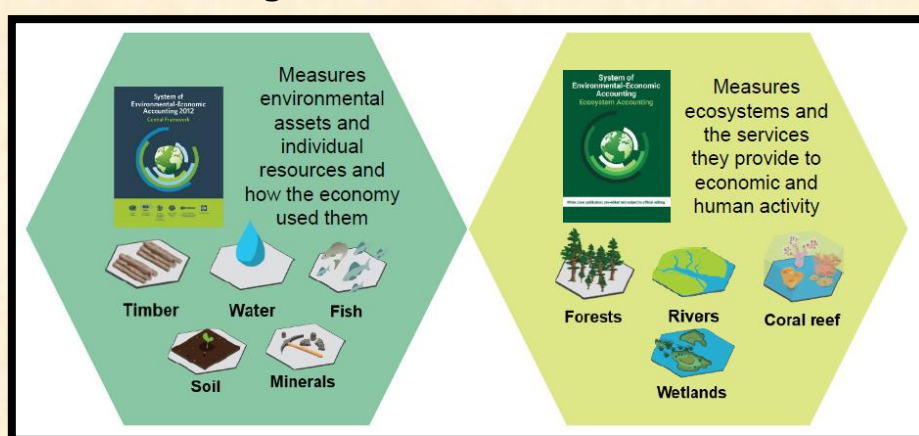 System of
Environmental-Economic
Accounting 2012
Central Framework
Measures
environmental
assets and
individual
resources and
how the economy
used them
Timber
Water
Fish
Soil
Minerals
System of
Environmental-Economic
Accounting
Ecosystem Accounting
Measures
ecosystems and
the services
they provide to
economic and
human activity
Forests
Rivers
Coral reef
Wetlands